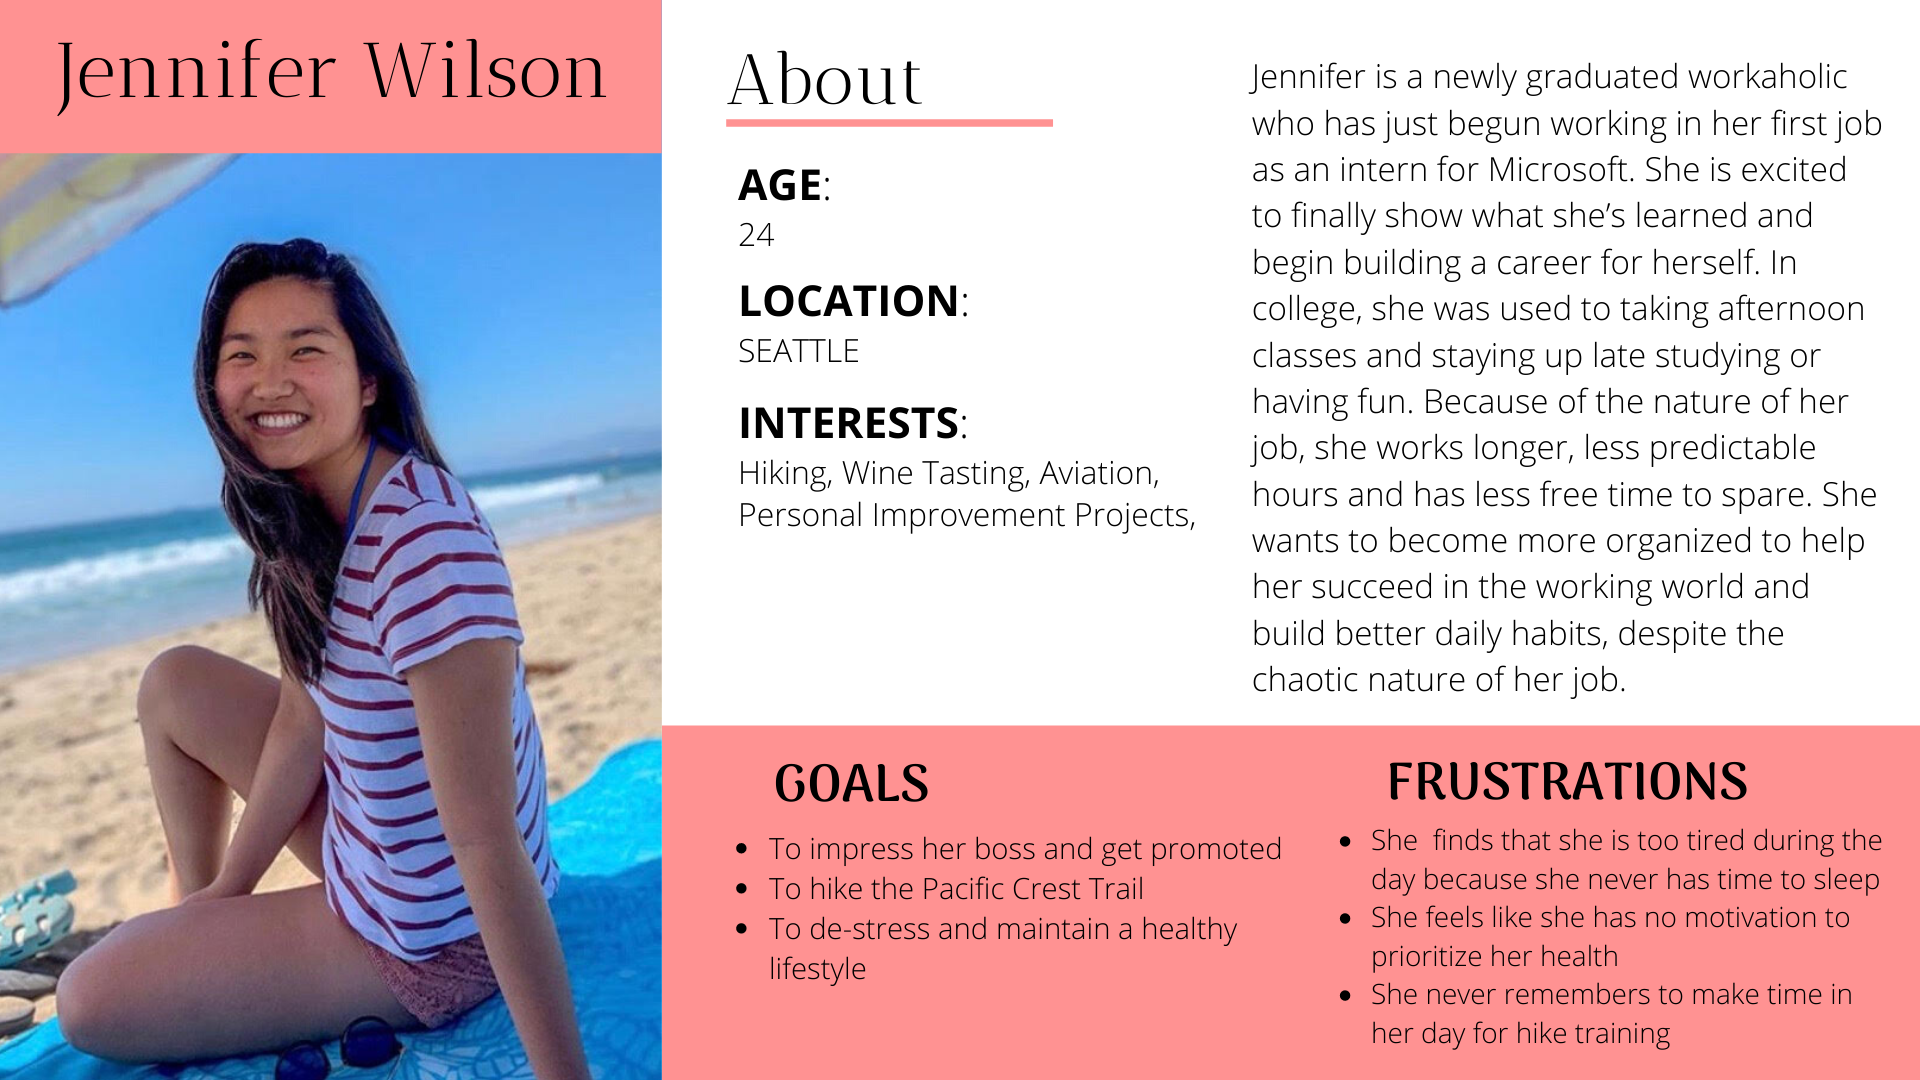 Jennifer Wilson
About
AGE:
24
LOCATION:
SEATTLE
INTERESTS:
Hiking, Wine Tasting, Aviation,
Personal Improvement Projects,
Jennifer is a newly graduated workaholic
who has just begun working in her first job
as an intern for Microsoft. She is excited
to finally show what she’s learned and
begin building a career for herself. In
college, she was used to taking afternoon
classes and staying up late studying or
having fun. Because of the nature of her
job, she works longer, less predictable
hours and has less free time to spare. She
wants to become more organized to help
her succeed in the working world and
build better daily habits, despite the
chaotic nature of her job.
GOALS
• To impress her boss and get promoted
• To hike the Pacific Crest Trail
• To de-stress and maintain a healthy
lifestyle
FRUSTRATIONS
• She  finds that she is too tired during the
day because she never has time to sleep
• She feels like she has no motivation to
prioritize her health
• She never remembers to make time in
her day for hike training